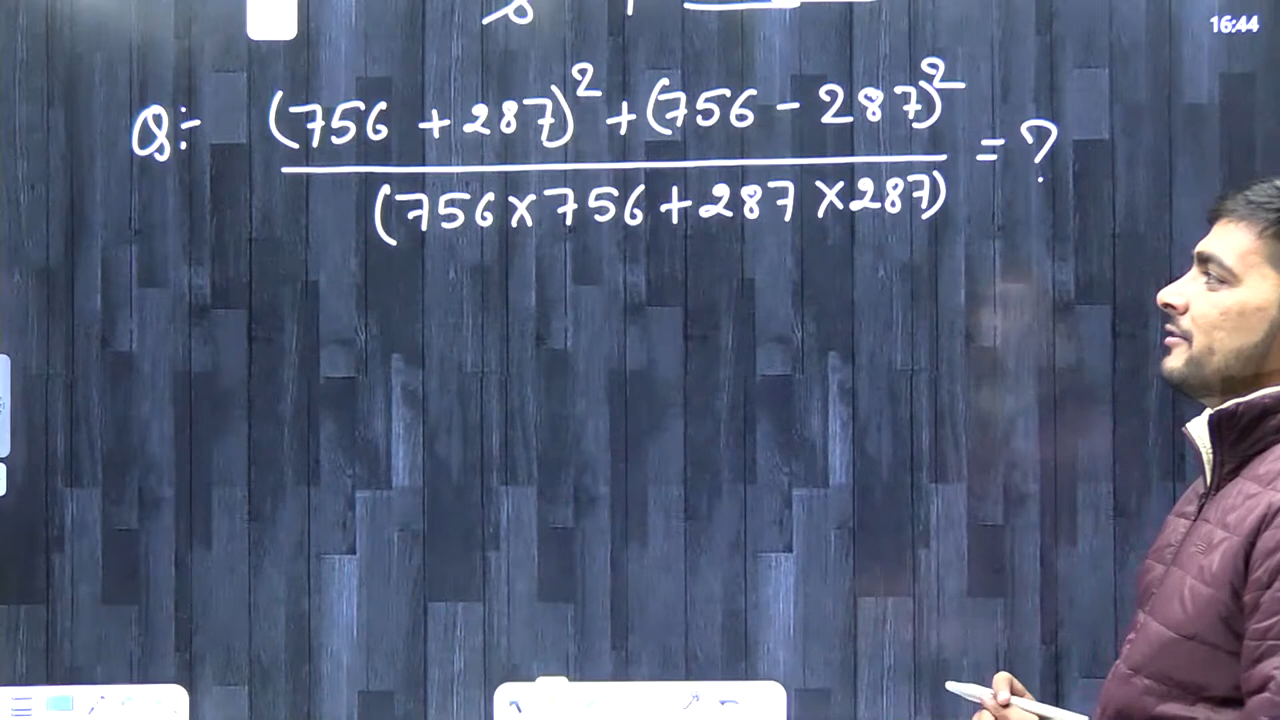 16:44
Q:- (756 + 287)² + (756 - 287)² = ?
(756 × 756 + 287 × 287)